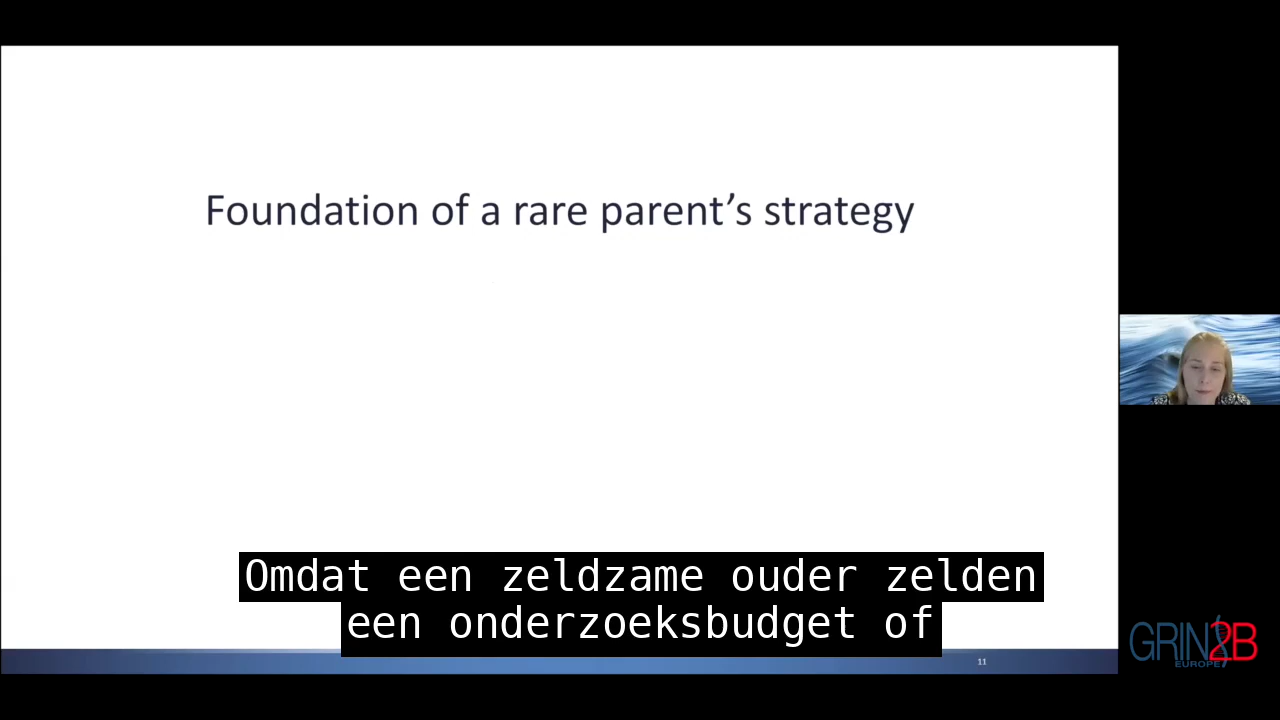 Foundation of a rare parent's strategy
Omdat een zeldzame ouder zelden
een onderzoeksbudget of
11
GRIN2B
EUROPE